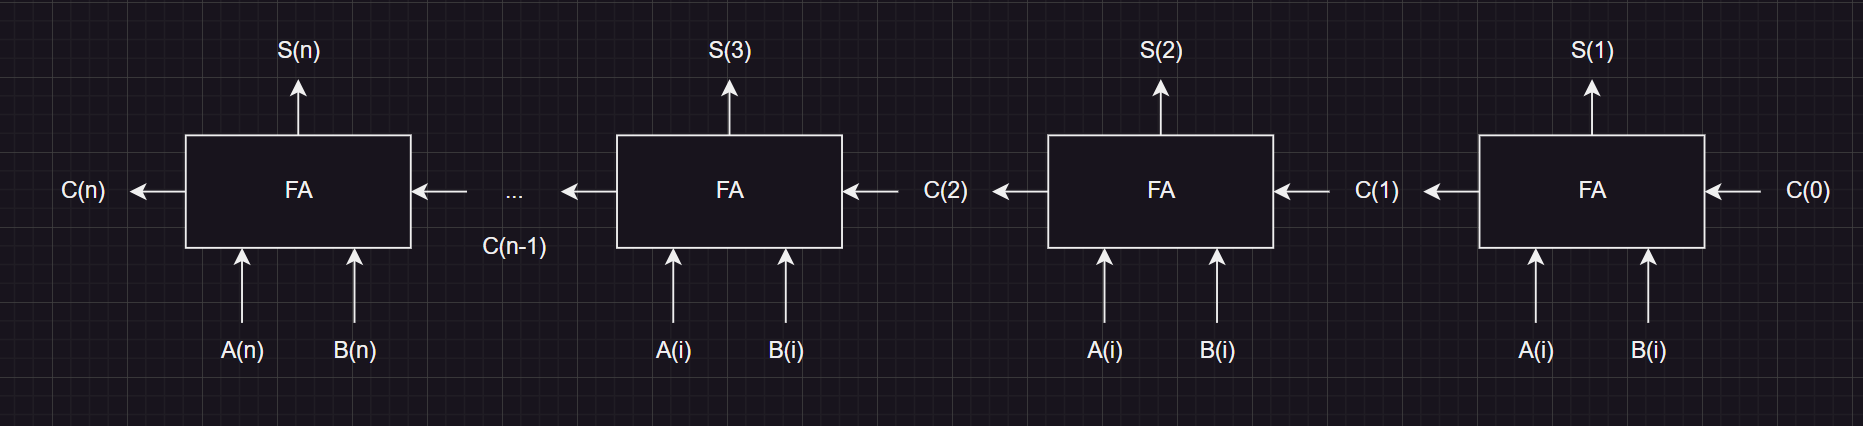 S(n) S(3) S(2) S(1)
C(n) FA ... FA C(2) FA C(1) FA C(0)
C(n-1)
A(n) B(n) A(i) B(i) A(i) B(i) A(i) B(i)